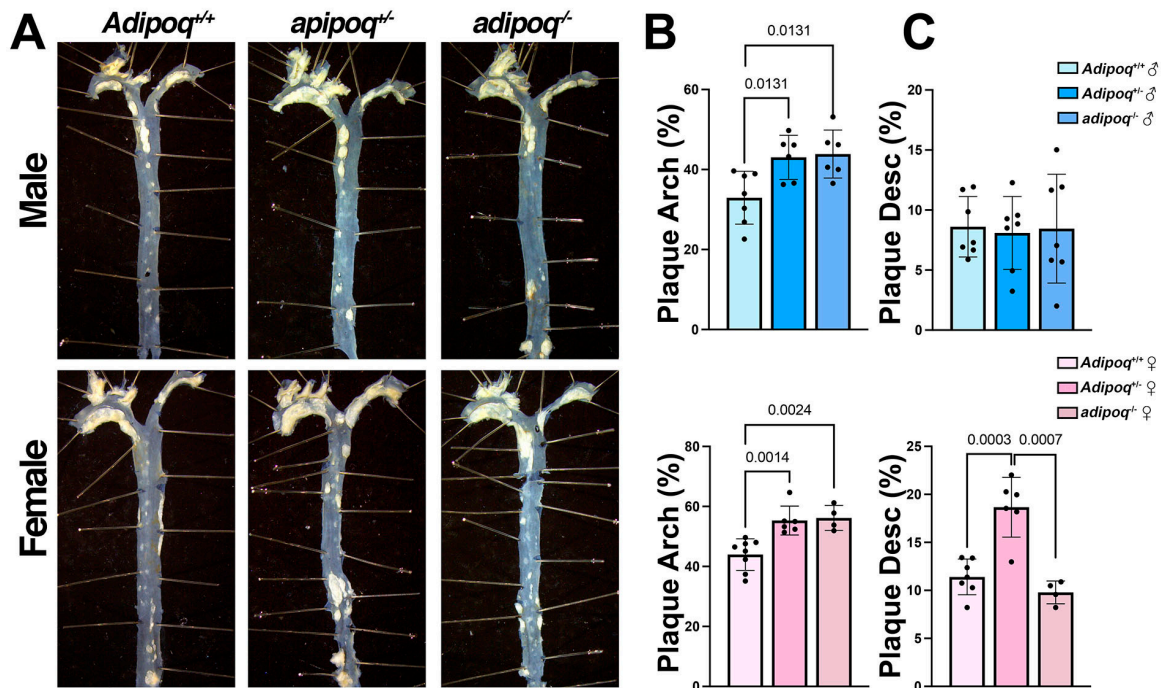 A
Adipoq+/+
apipoq+/-
adipoq-/-
Male
Female
B
0.0131
0.0131
Plaque Arch (%)
60
40
20
0
C
Adipoq+/+ ♂
Adipoq+/- ♂
adipoq-/- ♂
Plaque Desc (%)
20
15
10
5
0
0.0024
0.0014
Plaque Arch (%)
80
60
40
20
0
Adipoq+/+ ♀
Adipoq+/- ♀
adipoq-/- ♀
0.0003
0.0007
Plaque Desc (%)
25
20
15
10
5
0